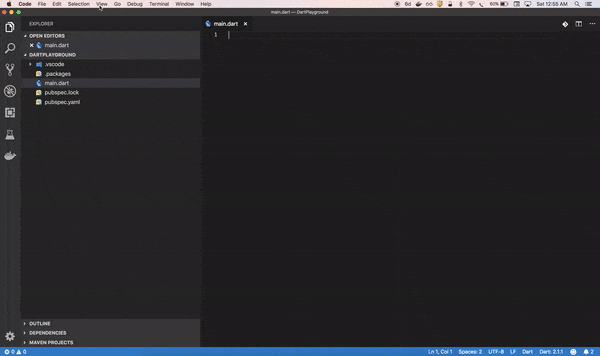 Code File Edit Selection View Go Debug Terminal Window Help 6d 60% Sat 12:55 AM
main.dart — DartPlayground
EXPLORER
main.dart
OPEN EDITORS
main.dart
1
DARTPLAYGROUND
.vscode
.packages
main.dart
pubspec.lock
pubspec.yaml
OUTLINE
DEPENDENCIES
MAVEN PROJECTS
0 0 Ln 1, Col 1 Spaces: 2 UTF-8 LF Dart Dart: 2.1.1 2